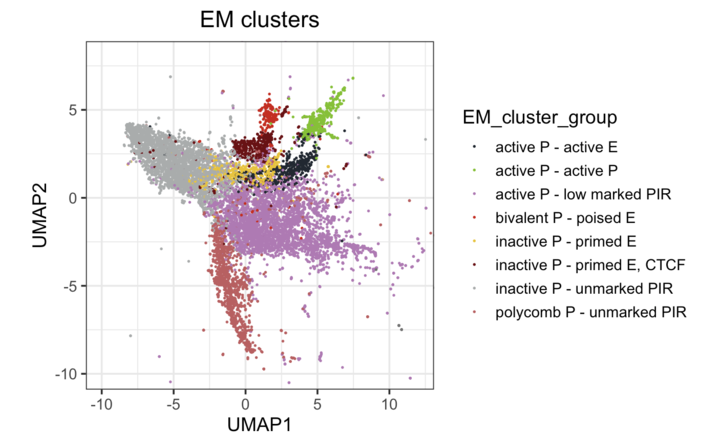 EM clusters
EM_cluster_group
active P - active E
active P - active P
active P - low marked PIR
bivalent P - poised E
inactive P - primed E
inactive P - primed E, CTCF
inactive P - unmarked PIR
polycomb P - unmarked PIR
UMAP2
5
0
-5
-10
-10 -5 0 5 10
UMAP1